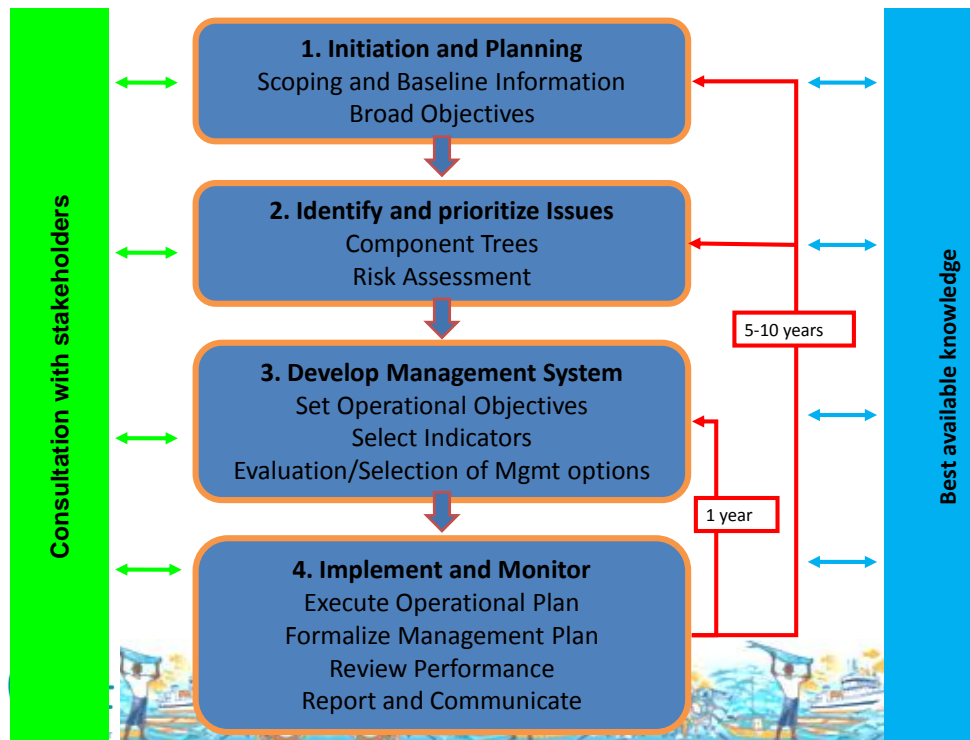 Consultation with stakeholders
1. Initiation and Planning
Scoping and Baseline Information
Broad Objectives
2. Identify and prioritize Issues
Component Trees
Risk Assessment
3. Develop Management System
Set Operational Objectives
Select Indicators
Evaluation/Selection of Mgmt options
4. Implement and Monitor
Execute Operational Plan
Formalize Management Plan
Review Performance
Report and Communicate
5-10 years
1 year
Best available knowledge